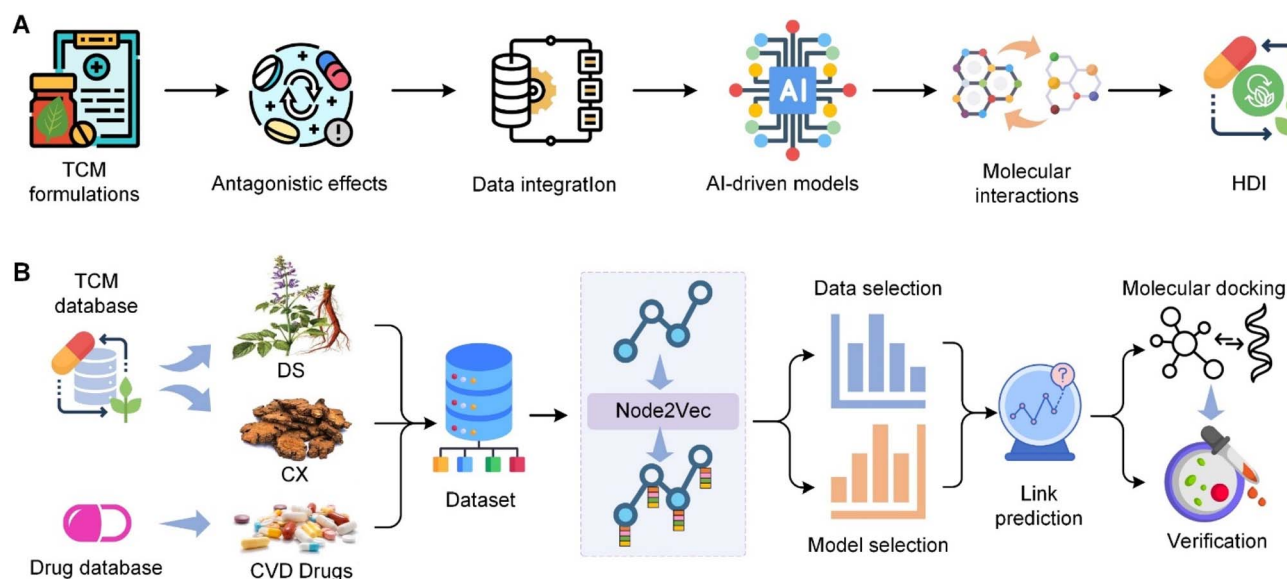 A
AI
TCM
formulations
Antagonistic effects
Data integration
AI-driven models
Molecular
interactions
HDI
B
TCM
database
DS
CX
Drug database
CVD Drugs
Dataset
Node2Vec
Data selection
Model selection
?
Link
prediction
Molecular docking
Verification